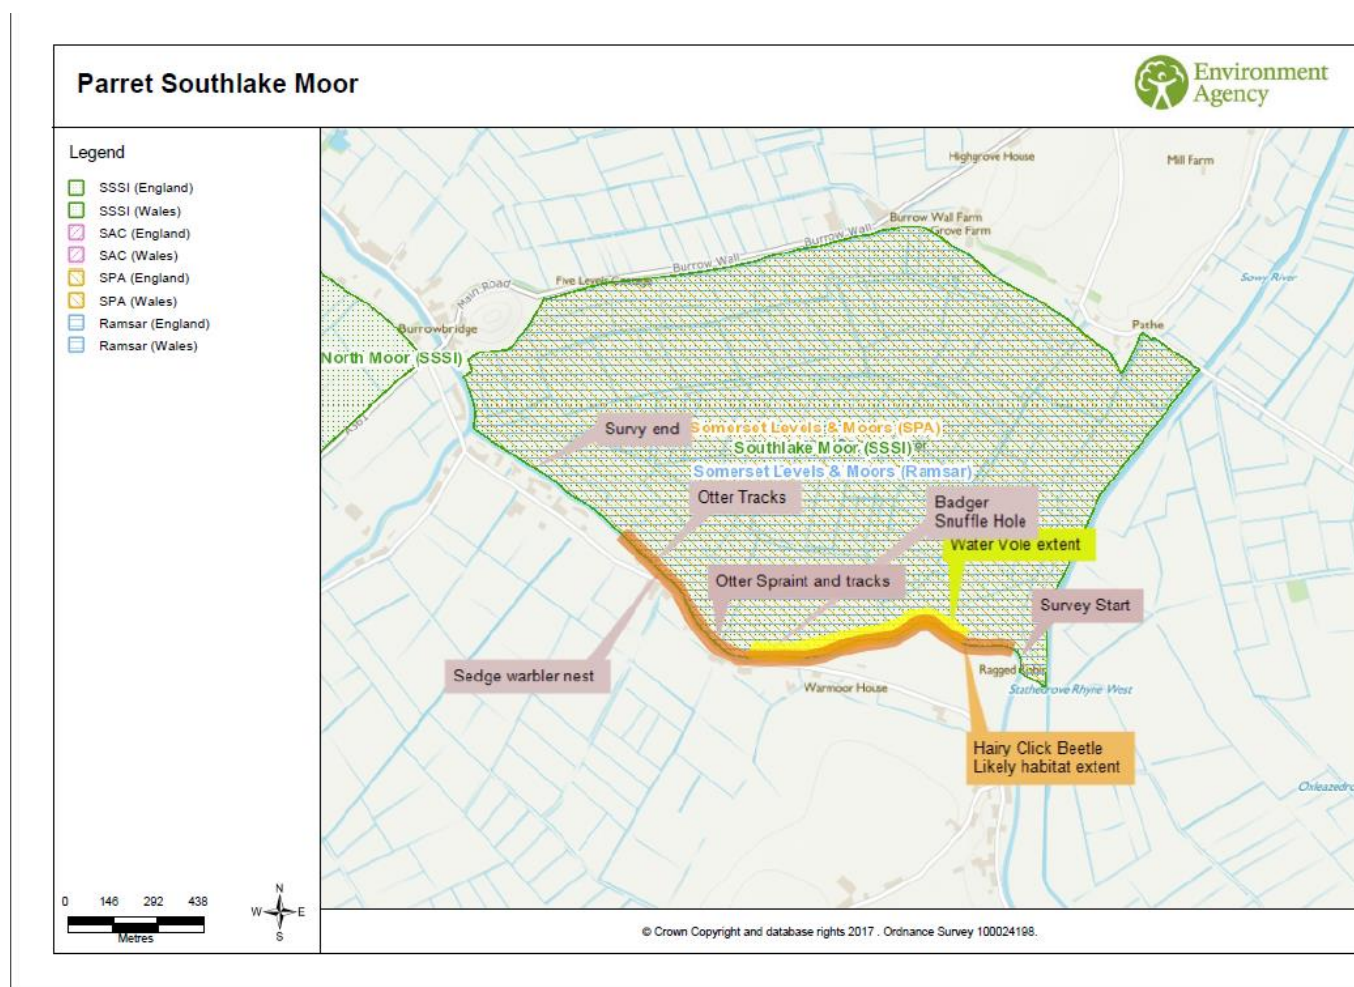 Parret Southlake Moor
Environment
Agency
Legend
SSSI (England)
SSSI (Wales)
SAC (England)
SAC (Wales)
SPA (England)
SPA (Wales)
Ramsar (England)
Ramsar (Wales)
Highgrove House
Mill Farm
Burrow Wall Farm
Grove Farm
Burrow Wall
Burrow Wall
Five Levels
Main Road
Sowy River
Burrowbridge
Pathe
North Moor (SSSI)
A361
Survy end
Somerset Levels & Moors (SPA)
Southlake Moor (SSSI)
Somerset Levels & Moors (Ramsar)
Otter Tracks
Badger
Snuffle Hole
Water Vole extent
Otter Spraint and tracks
Survey Start
Sedge warbler nest
Ragged
Warmoor House
Stathe Grove Rhyne West
Hairy Click Beetle
Likely habitat extent
0 146 292 438
Metres
N
W E
S
© Crown Copyright and database rights 2017 . Ordnance Survey 100024198.